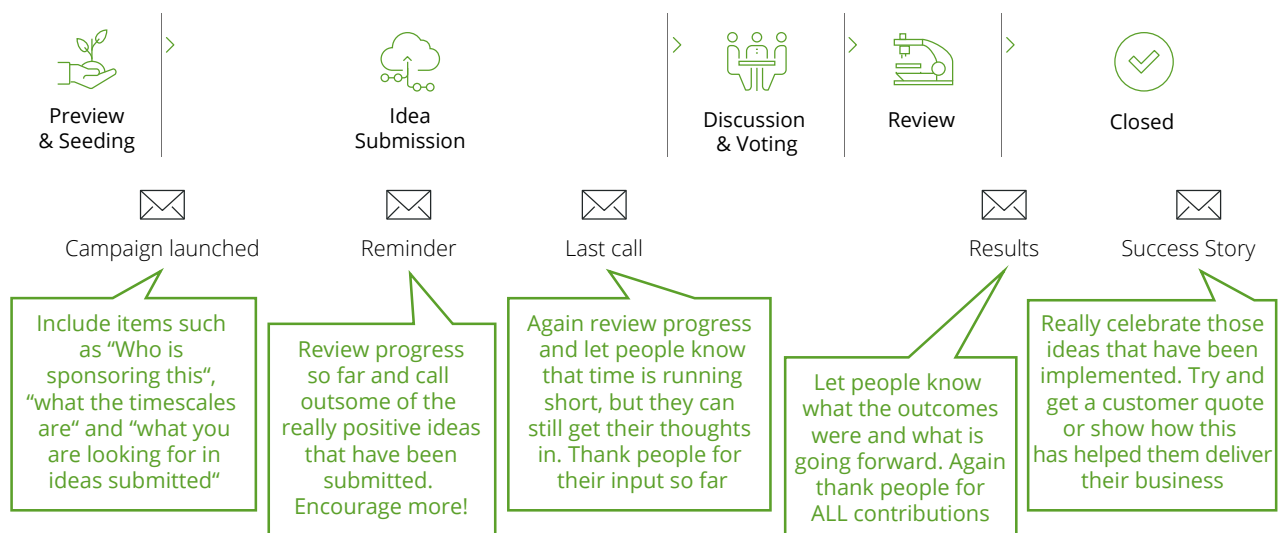 Preview
& Seeding
Idea
Submission
Discussion
& Voting
Review
Closed
Campaign launched
Reminder
Last call
Results
Success Story
Include items such
as “Who is
sponsoring this“,
“what the timescales
are“ and “what you
are looking for in
ideas submitted“
Review progress
so far and call
outsome of the
really positive ideas
that have been
submitted.
Encourage more!
Again review progress
and let people know
that time is running
short, but they can
still get their thoughts
in. Thank people for
their input so far
Let people know
what the outcomes
were and what is
going forward. Again
thank people for
ALL contributions
Really celebrate those
ideas that have been
implemented. Try and
get a customer quote
or show how this
has helped them deliver
their business